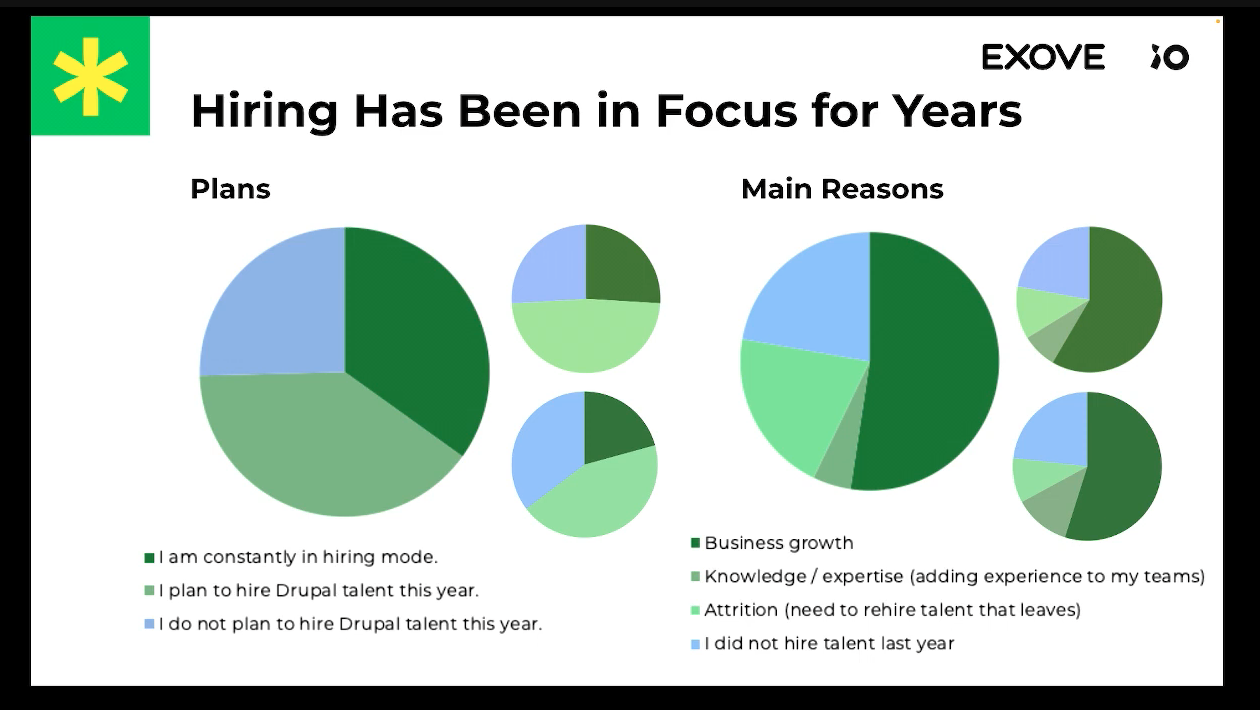 EXOVE iO
Hiring Has Been in Focus for Years
Plans
Main Reasons
I am constantly in hiring mode.
I plan to hire Drupal talent this year.
I do not plan to hire Drupal talent this year.
Business growth
Knowledge / expertise (adding experience to my teams)
Attrition (need to rehire talent that leaves)
I did not hire talent last year